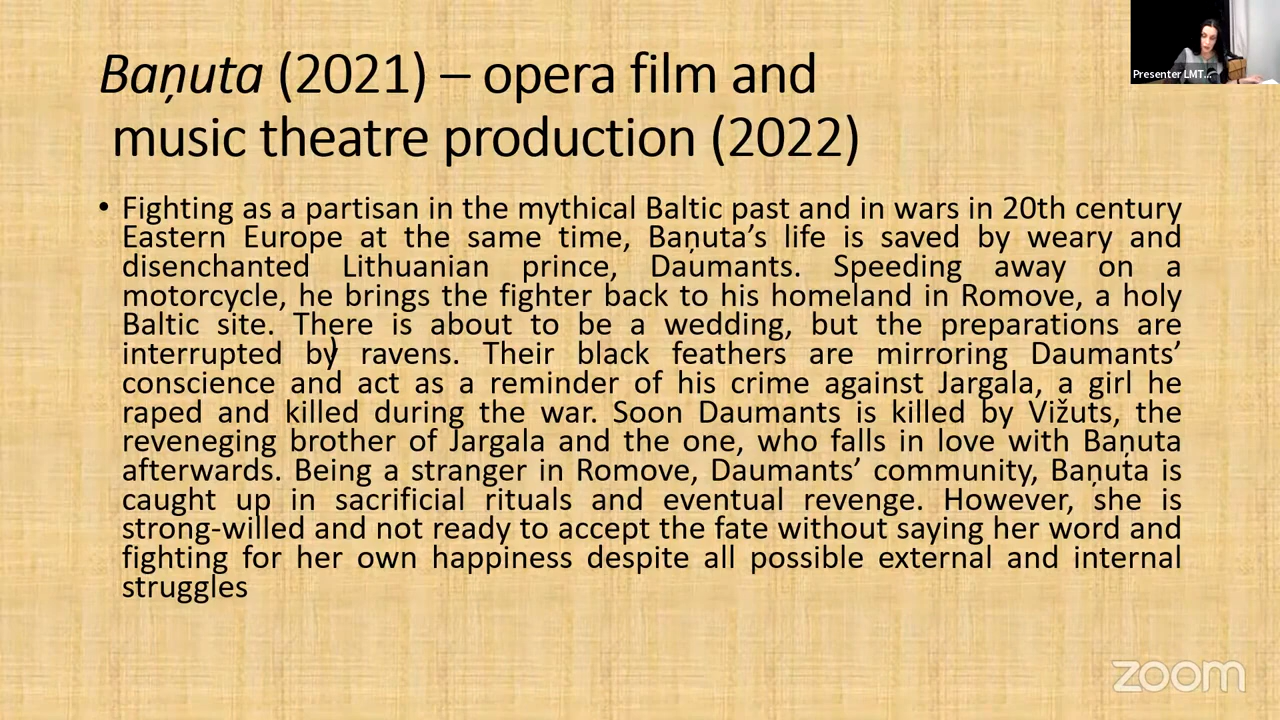 Baņuta (2021) – opera film and
music theatre production (2022)
Presenter LMT...
• Fighting as a partisan in the mythical Baltic past and in wars in 20th century
Eastern Europe at the same time, Baņuta’s life is saved by weary and
disenchanted Lithuanian prince, Daumants. Speeding away on a
motorcycle, he brings the fighter back to his homeland in Romove, a holy
Baltic site. There is about to be a wedding, but the preparations are
interrupted by ravens. Their black feathers are mirroring Daumants’
conscience and act as a reminder of his crime against Jargala, a girl he
raped and killed during the war. Soon Daumants is killed by Vižuts, the
reveneging brother of Jargala and the one, who falls in love with Baņuta
afterwards. Being a stranger in Romove, Daumants’ community, Baņuta is
caught up in sacrificial rituals and eventual revenge. However, she is
strong-willed and not ready to accept the fate without saying her word and
fighting for her own happiness despite all possible external and internal
struggles
zoom